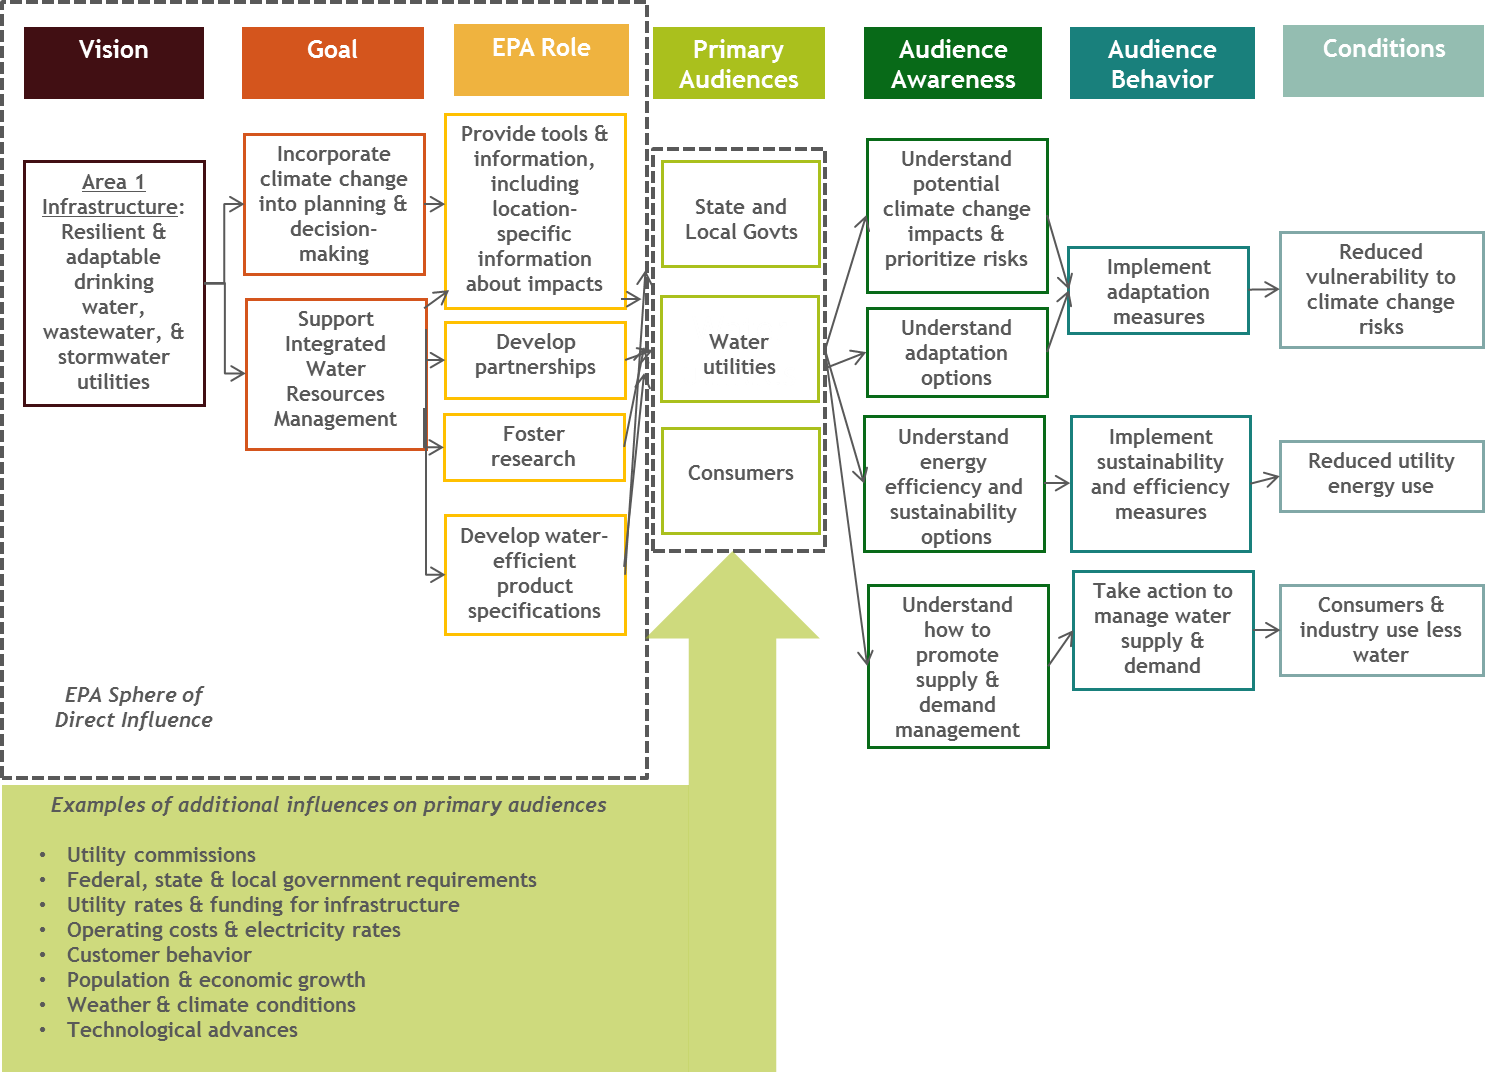 Vision
Goal
EPA Role
Primary
Audiences
Audience
Awareness
Audience
Behavior
Conditions
Area 1
Infrastructure:
Resilient &
adaptable
drinking
water,
wastewater, &
stormwater
utilities
Incorporate
climate change
into planning &
decision-
making
Support
Integrated
Water
Resources
Management
Provide tools &
information,
including
location-
specific
information
about impacts
Develop
partnerships
Foster
research
Develop water-
efficient
product
specifications
State and
Local Govts
Water
utilities
Consumers
Understand
potential
climate change
impacts &
prioritize risks
Understand
adaptation
options
Understand
energy
efficiency and
sustainability
options
Understand
how to
promote
supply &
demand
management
Implement
adaptation
measures
Implement
sustainability
and efficiency
measures
Take action to
manage water
supply &
demand
Reduced
vulnerability to
climate change
risks
Reduced utility
energy use
Consumers &
industry use less
water
EPA Sphere of
Direct Influence
Examples of additional influences on primary audiences
• Utility commissions
• Federal, state & local government requirements
• Utility rates & funding for infrastructure
• Operating costs & electricity rates
• Customer behavior
• Population & economic growth
• Weather & climate conditions
• Technological advances